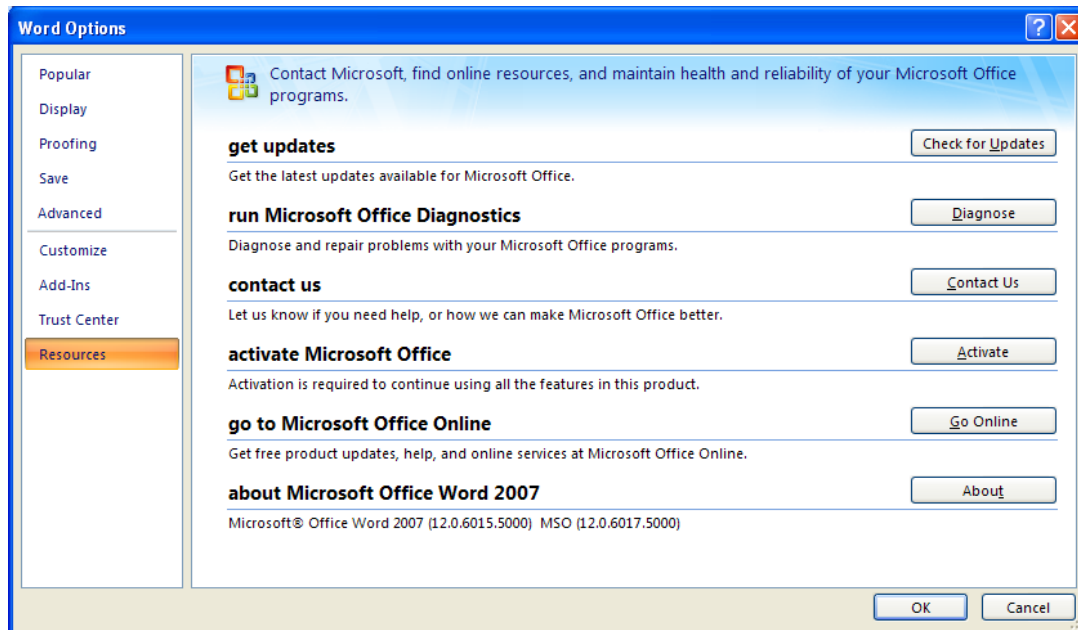 Word Options
Popular
Display
Proofing
Save
Advanced
Customize
Add-Ins
Trust Center
Resources
Contact Microsoft, find online resources, and maintain health and reliability of your Microsoft Office
programs.
get updates
Check for Updates
Get the latest updates available for Microsoft Office.
run Microsoft Office Diagnostics
Diagnose
Diagnose and repair problems with your Microsoft Office programs.
contact us
Contact Us
Let us know if you need help, or how we can make Microsoft Office better.
activate Microsoft Office
Activate
Activation is required to continue using all the features in this product.
go to Microsoft Office Online
Go Online
Get free product updates, help, and online services at Microsoft Office Online.
about Microsoft Office Word 2007
About
Microsoft® Office Word 2007 (12.0.6015.5000)  MSO (12.0.6017.5000)
OK
Cancel